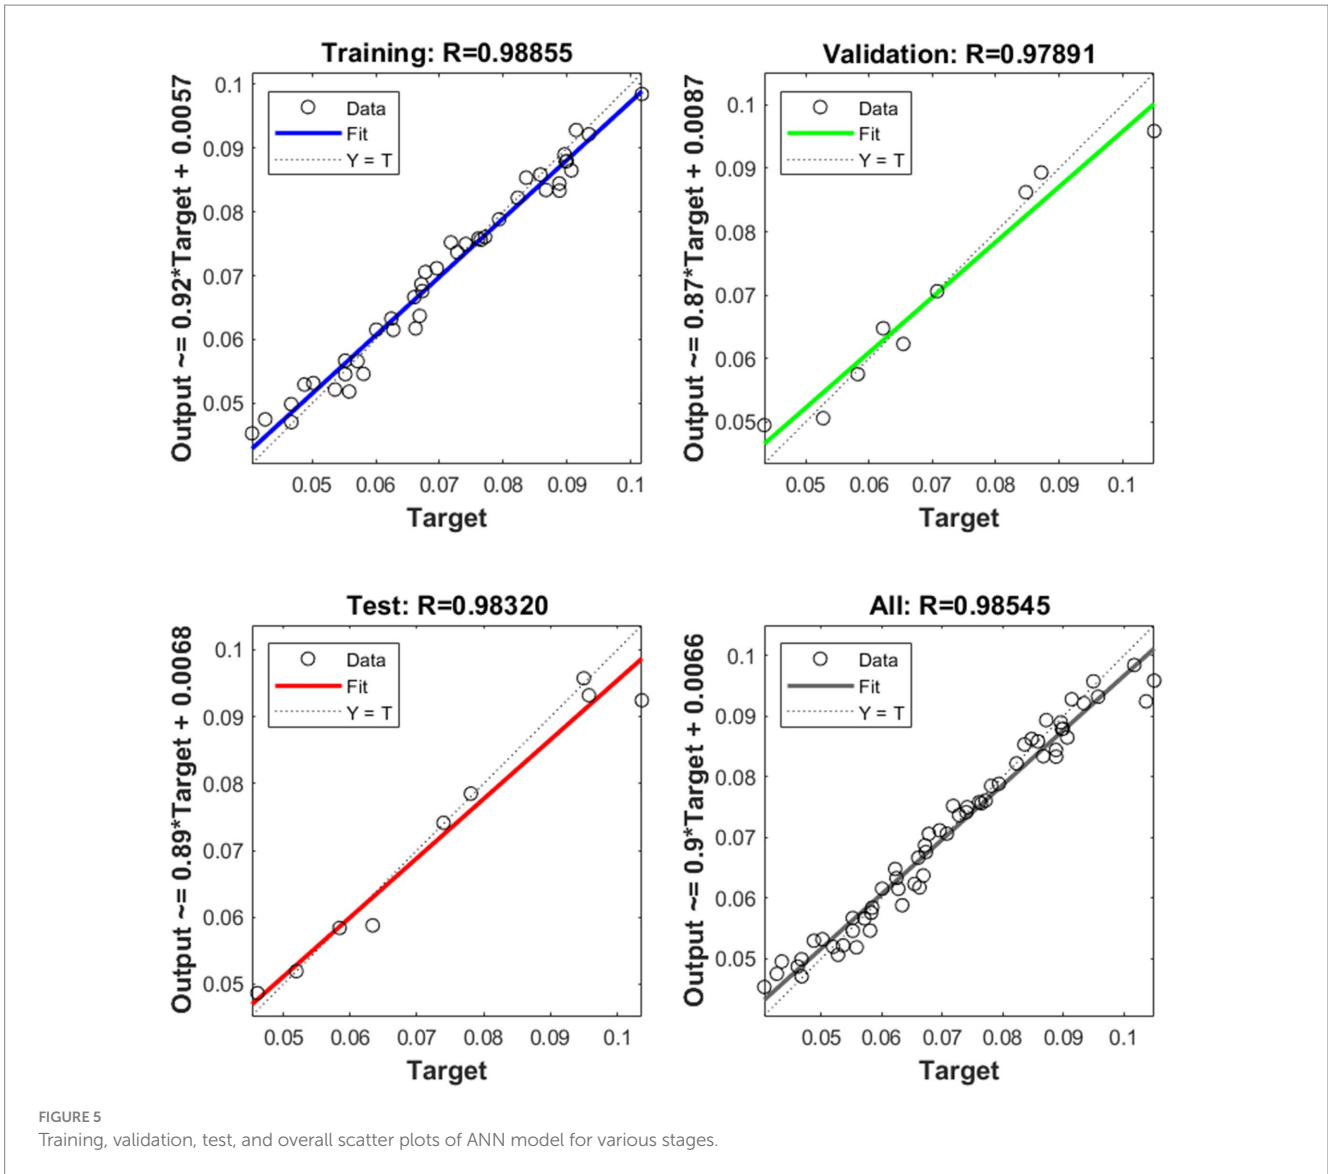 Training: R=0.98855
Output ~= 0.92*Target + 0.0057
0.1
0.09
0.08
0.07
0.06
0.05
Data
Fit
Y = T
0.05 0.06 0.07 0.08 0.09 0.1
Target
Validation: R=0.97891
Output ~= 0.87*Target + 0.0087
0.1
0.09
0.08
0.07
0.06
0.05
Data
Fit
Y = T
0.05 0.06 0.07 0.08 0.09 0.1
Target
Test: R=0.98320
Output ~= 0.89*Target + 0.0068
0.1
0.09
0.08
0.07
0.06
0.05
Data
Fit
Y = T
0.05 0.06 0.07 0.08 0.09 0.1
Target
All: R=0.98545
Output ~= 0.9*Target + 0.0066
0.1
0.09
0.08
0.07
0.06
0.05
Data
Fit
Y = T
0.05 0.06 0.07 0.08 0.09 0.1
Target
FIGURE 5
Training, validation, test, and overall scatter plots of ANN model for various stages.